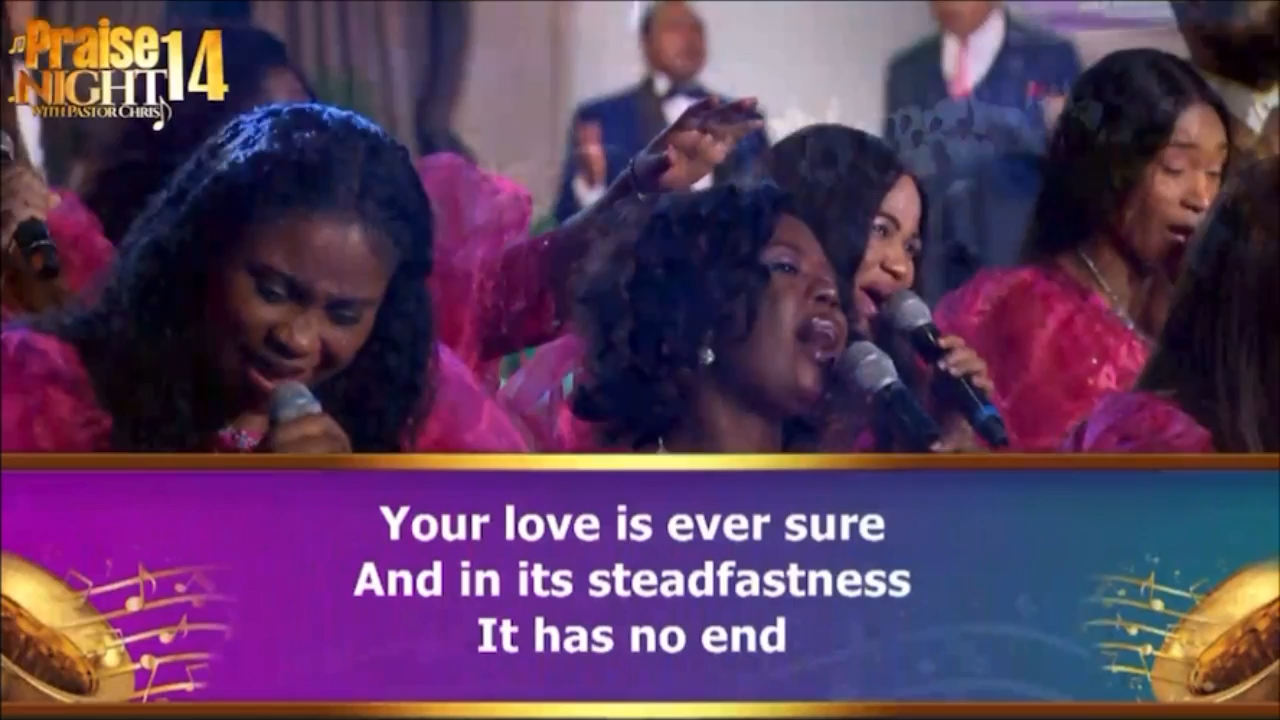 Praise
NIGHT 14
WITH PASTOR CHRIS
Your love is ever sure
And in its steadfastness
It has no end